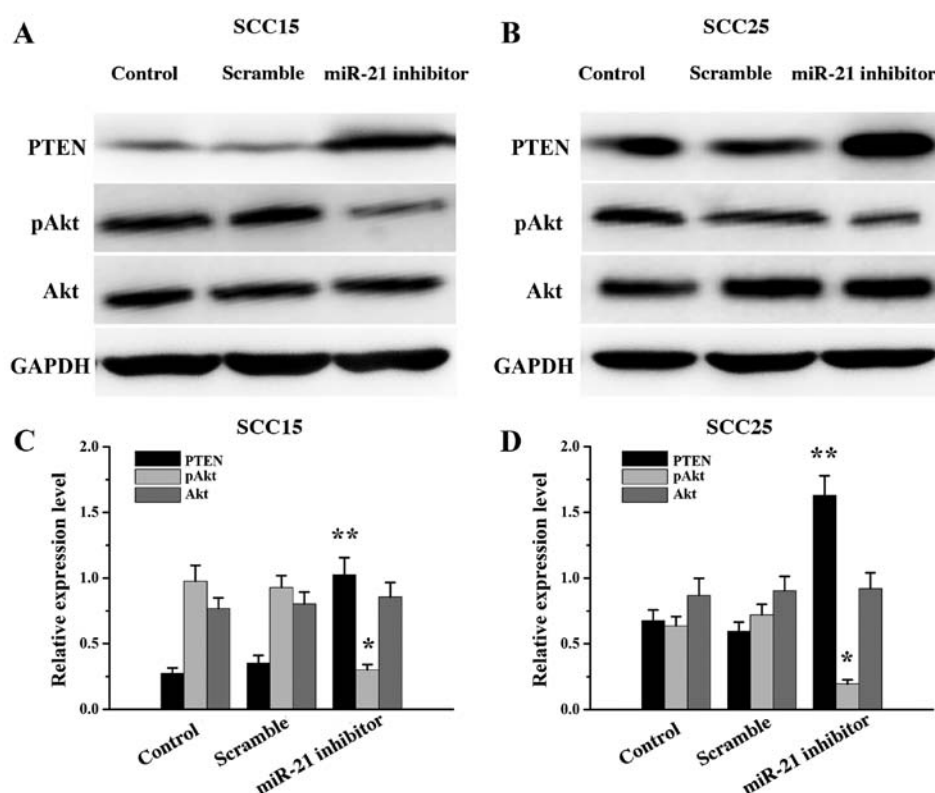 A
SCC15
Control Scramble miR-21 inhibitor
PTEN
pAkt
Akt
GAPDH
B
SCC25
Control Scramble miR-21 inhibitor
PTEN
pAkt
Akt
GAPDH
C
SCC15
Relative expression level
2.0
1.5
1.0
0.5
0.0
PTEN
pAkt
Akt
**
*
Control
Scramble
miR-21 inhibitor
D
SCC25
Relative expression level
2.0
1.5
1.0
0.5
0.0
PTEN
pAkt
Akt
**
*
Control
Scramble
miR-21 inhibitor